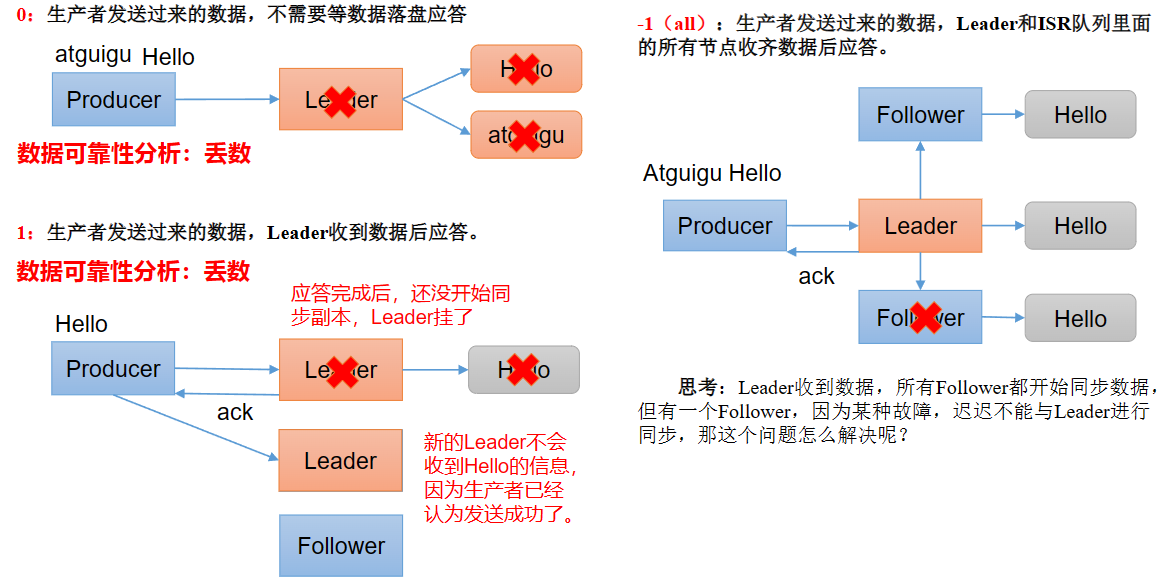 0：生产者发送过来的数据，不需要等数据落盘应答
atguigu Hello
Producer
Leader
Hello
atguigu
数据可靠性分析：丢数
1：生产者发送过来的数据，Leader收到数据后应答。
数据可靠性分析：丢数
应答完成后，还没开始同
步副本，Leader挂了
Hello
Producer
Leader
Hello
ack
Leader
新的Leader不会
收到Hello的信息，
因为生产者已经
认为发送成功了。
Follower
-1（all）：生产者发送过来的数据，Leader和ISR队列里面
的所有节点收齐数据后应答。
Follower
Hello
Atguigu Hello
Producer
Leader
Hello
ack
Follower
Hello
思考：Leader收到数据，所有Follower都开始同步数据，
但有一个Follower，因为某种故障，迟迟不能与Leader进行
同步，那这个问题怎么解决呢？